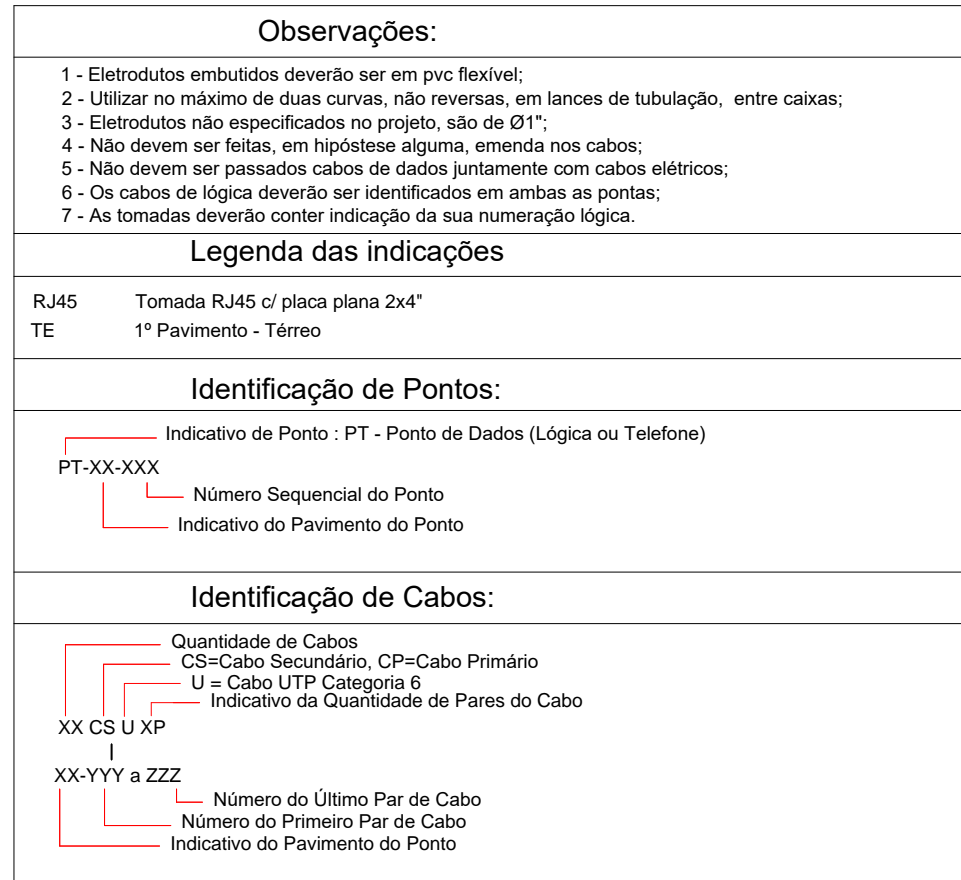 Observações:
1 - Eletrodutos embutidos deverão ser em pvc flexível;
2 - Utilizar no máximo de duas curvas, não reversas, em lances de tubulação, entre caixas;
3 - Eletrodutos não especificados no projeto, são de Ø1";
4 - Não devem ser feitas, em hipóstese alguma, emenda nos cabos;
5 - Não devem ser passados cabos de dados juntamente com cabos elétricos;
6 - Os cabos de lógica deverão ser identificados em ambas as pontas;
7 - As tomadas deverão conter indicação da sua numeração lógica.
Legenda das indicações
RJ45 Tomada RJ45 c/ placa plana 2x4"
TE 1º Pavimento - Térreo
Identificação de Pontos:
Indicativo de Ponto : PT - Ponto de Dados (Lógica ou Telefone)
PT-XX-XXX
Número Sequencial do Ponto
Indicativo do Pavimento do Ponto
Identificação de Cabos:
Quantidade de Cabos
CS=Cabo Secundário, CP=Cabo Primário
U = Cabo UTP Categoria 6
Indicativo da Quantidade de Pares do Cabo
XX CS U XP
XX-YYY a ZZZ
Número do Último Par de Cabo
Número do Primeiro Par de Cabo
Indicativo do Pavimento do Ponto